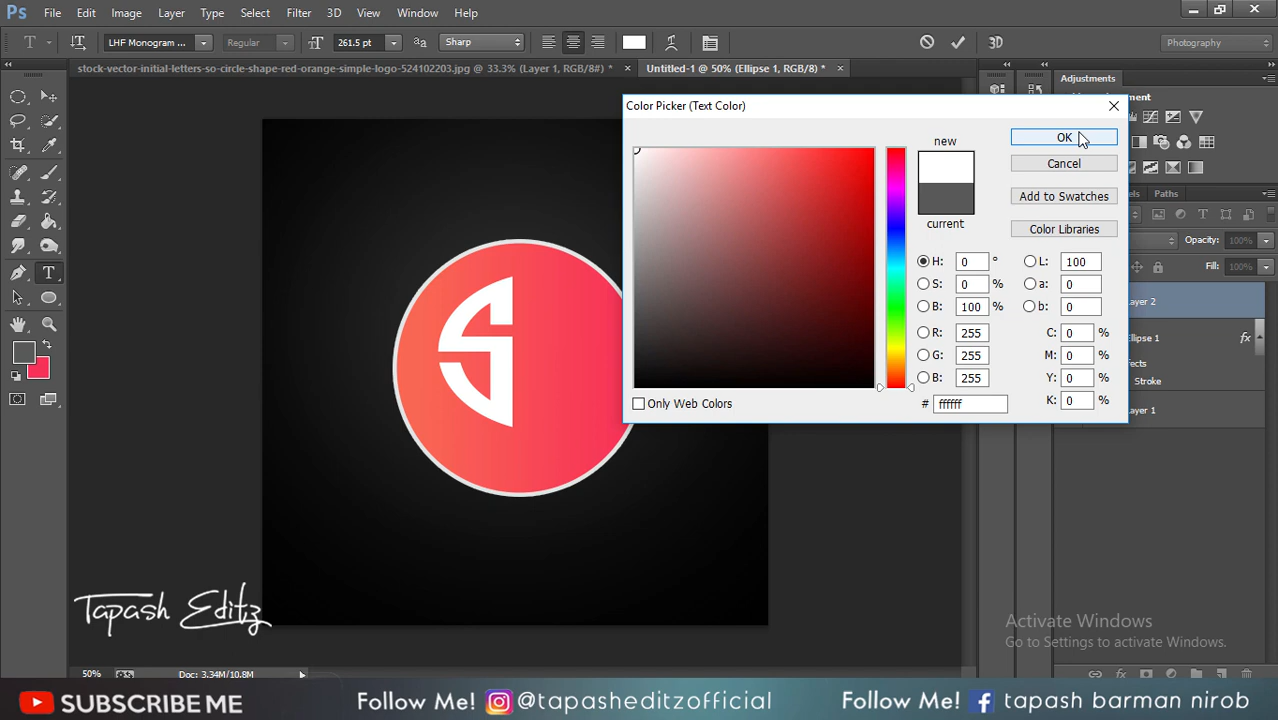 Ps File Edit Image Layer Type Select Filter 3D View Window Help
T LHF Monogram ... Regular 261.5 pt aa Sharp 3D Photography
stock-vector-initial-letters-so-circle-shape-red-orange-simple-logo-524102203.jpg @ 33.3% (Layer 1, RGB/8#) * × Untitled-1 @ 50% (Ellipse 1, RGB/8) * ×
Adjustments
Color Picker (Text Color)
new
OK
Cancel
Add to Swatches
current
Color Libraries
Paths
Opacity: 100%
Fill: 100%
H: 0 °
S: 0 %
B: 100 %
R: 255
G: 255
B: 255
# ffffff
L: 100
a: 0
b: 0
C: 0 %
M: 0 %
Y: 0 %
K: 0 %
Only Web Colors
ayer 2
llipse 1 fx
ffects
Stroke
ayer 1
S
Tapash Editz
Activate Windows
Go to Settings to activate Windows.
50% Doc: 3.34M/10.8M
SUBSCRIBE ME Follow Me! @tapasheditzofficial Follow Me! tapash barman nirob